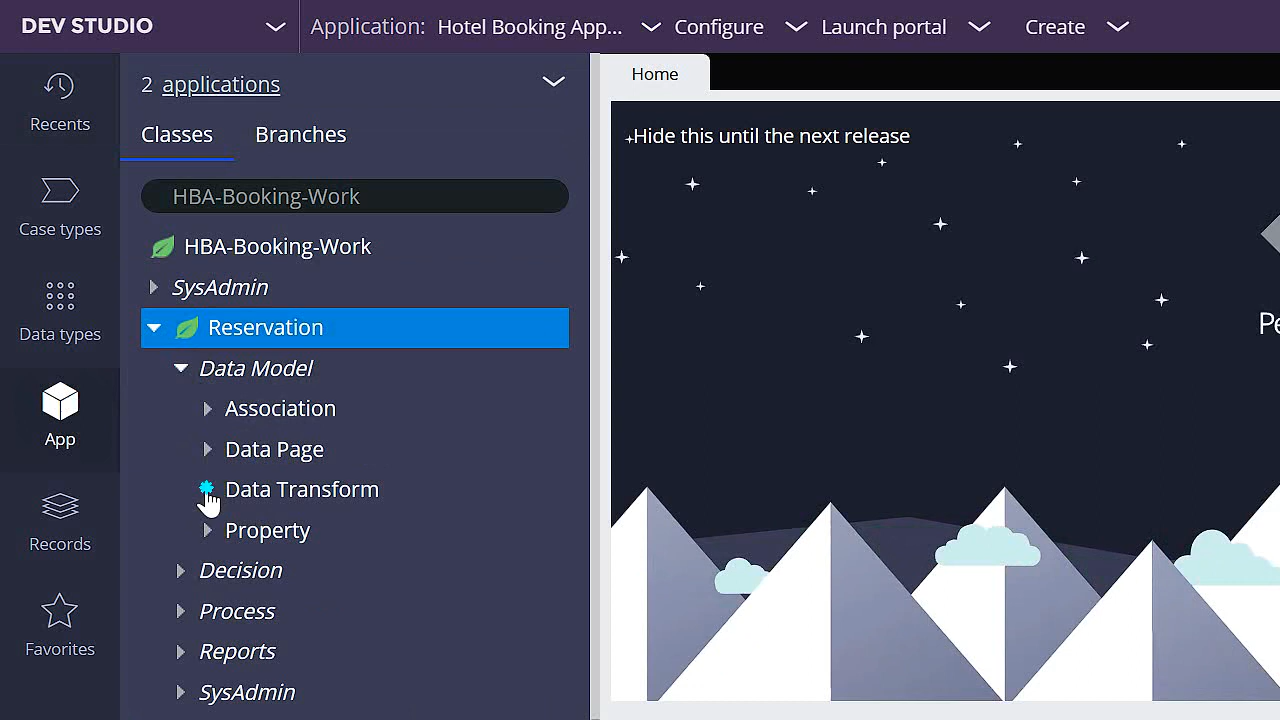 DEV STUDIO
Application: Hotel Booking App... Configure Launch portal Create
Recents
Case types
Data types
App
Records
Favorites
2 applications
Classes Branches
HBA-Booking-Work
HBA-Booking-Work
SysAdmin
Reservation
Data Model
Association
Data Page
Data Transform
Property
Decision
Process
Reports
SysAdmin
Home
Hide this until the next release
Pe